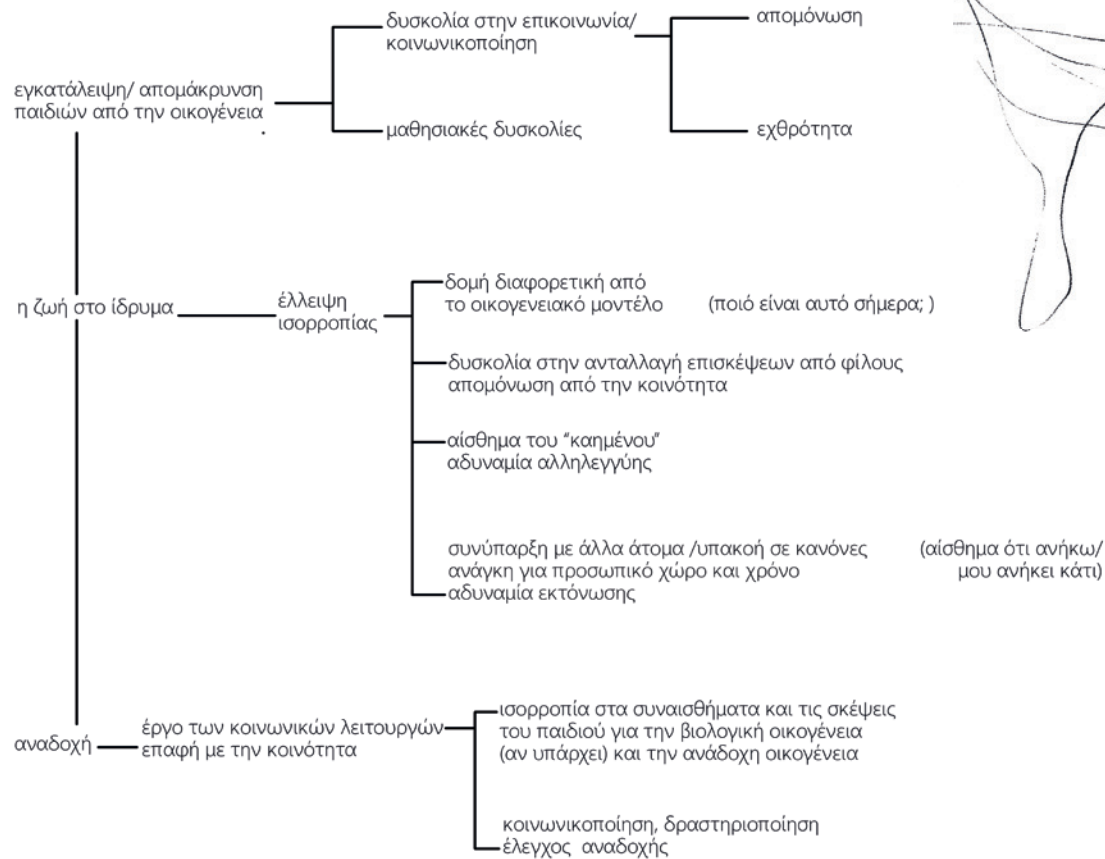 δυσκολία στην επικοινωνία/
κοινωνικοποίηση
απομόνωση
εγκατάλειψη/ απομάκρυνση
παιδιών από την οικογένεια
μαθησιακές δυσκολίες
εχθρότητα
η ζωή στο ίδρυμα
έλλειψη
ισορροπίας
δομή διαφορετική από
το οικογενειακό μοντέλο (ποιό είναι αυτό σήμερα; )
δυσκολία στην ανταλλαγή επισκέψεων από φίλους
απομόνωση από την κοινότητα
αίσθημα του “καημένου”
αδυναμία αλληλεγγύης
συνύπαρξη με άλλα άτομα /υπακοή σε κανόνες (αίσθημα ότι ανήκω/
ανάγκη για προσωπικό χώρο και χρόνο μου ανήκει κάτι)
αδυναμία εκτόνωσης
αναδοχή
έργο των κοινωνικών λειτουργών
επαφή με την κοινότητα
ισορροπία στα συναισθήματα και τις σκέψεις
του παιδιού για την βιολογική οικογένεια
(αν υπάρχει) και την ανάδοχη οικογένεια
κοινωνικοποίηση, δραστηριοποίηση
έλεγχος αναδοχής